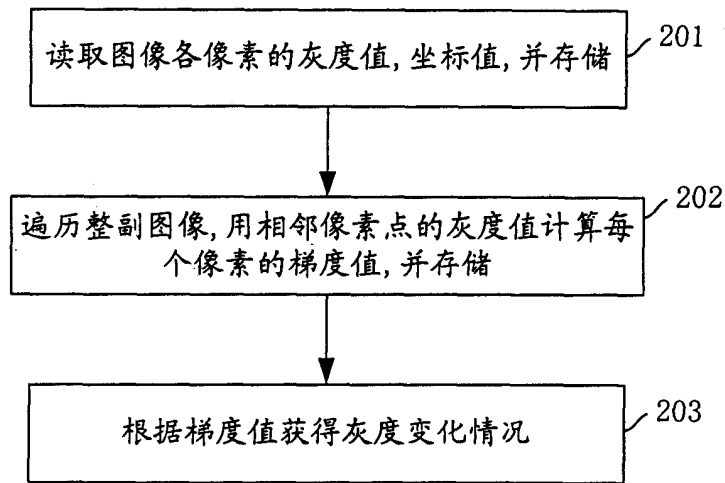 读取图像各像素的灰度值,坐标值,并存储
201
遍历整副图像,用相邻像素点的灰度值计算每
个像素的梯度值,并存储
202
根据梯度值获得灰度变化情况
203